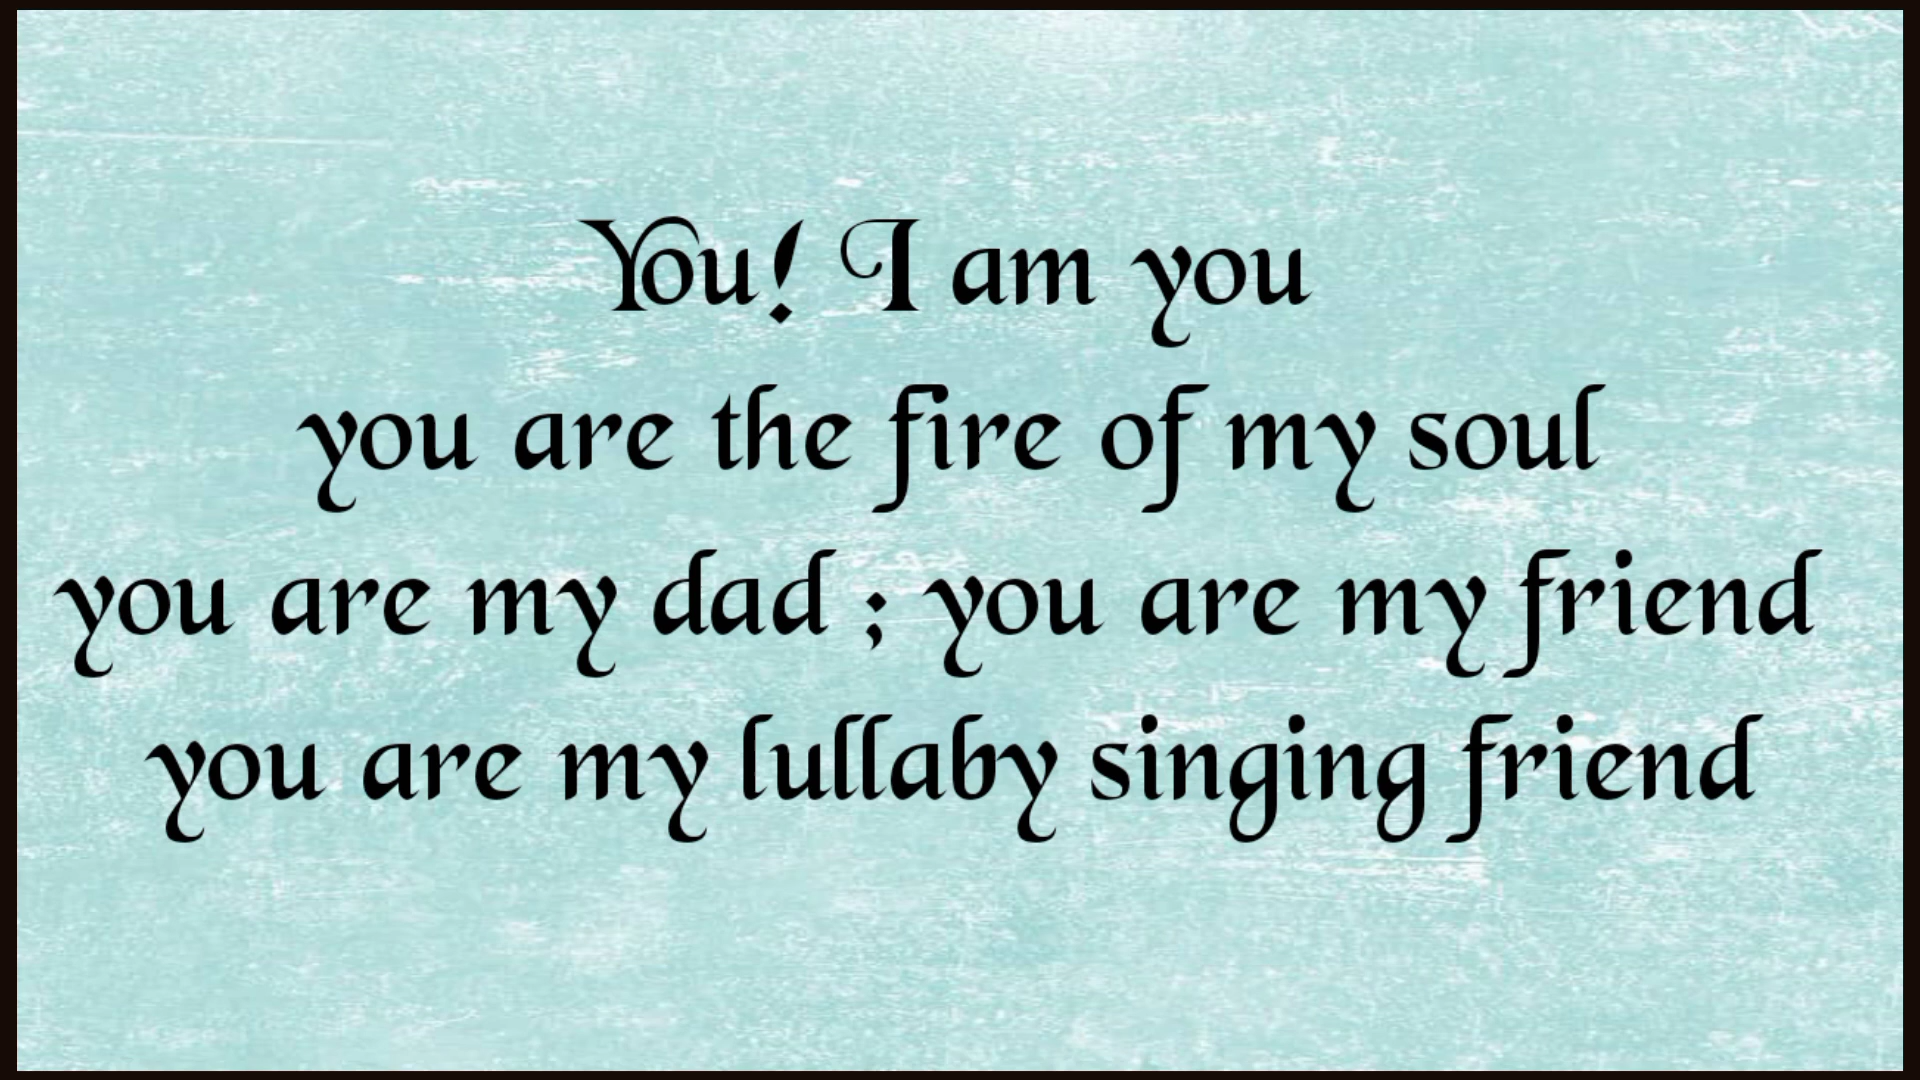 You! I am you
you are the fire of my soul
you are my dad ; you are my friend
you are my lullaby singing friend